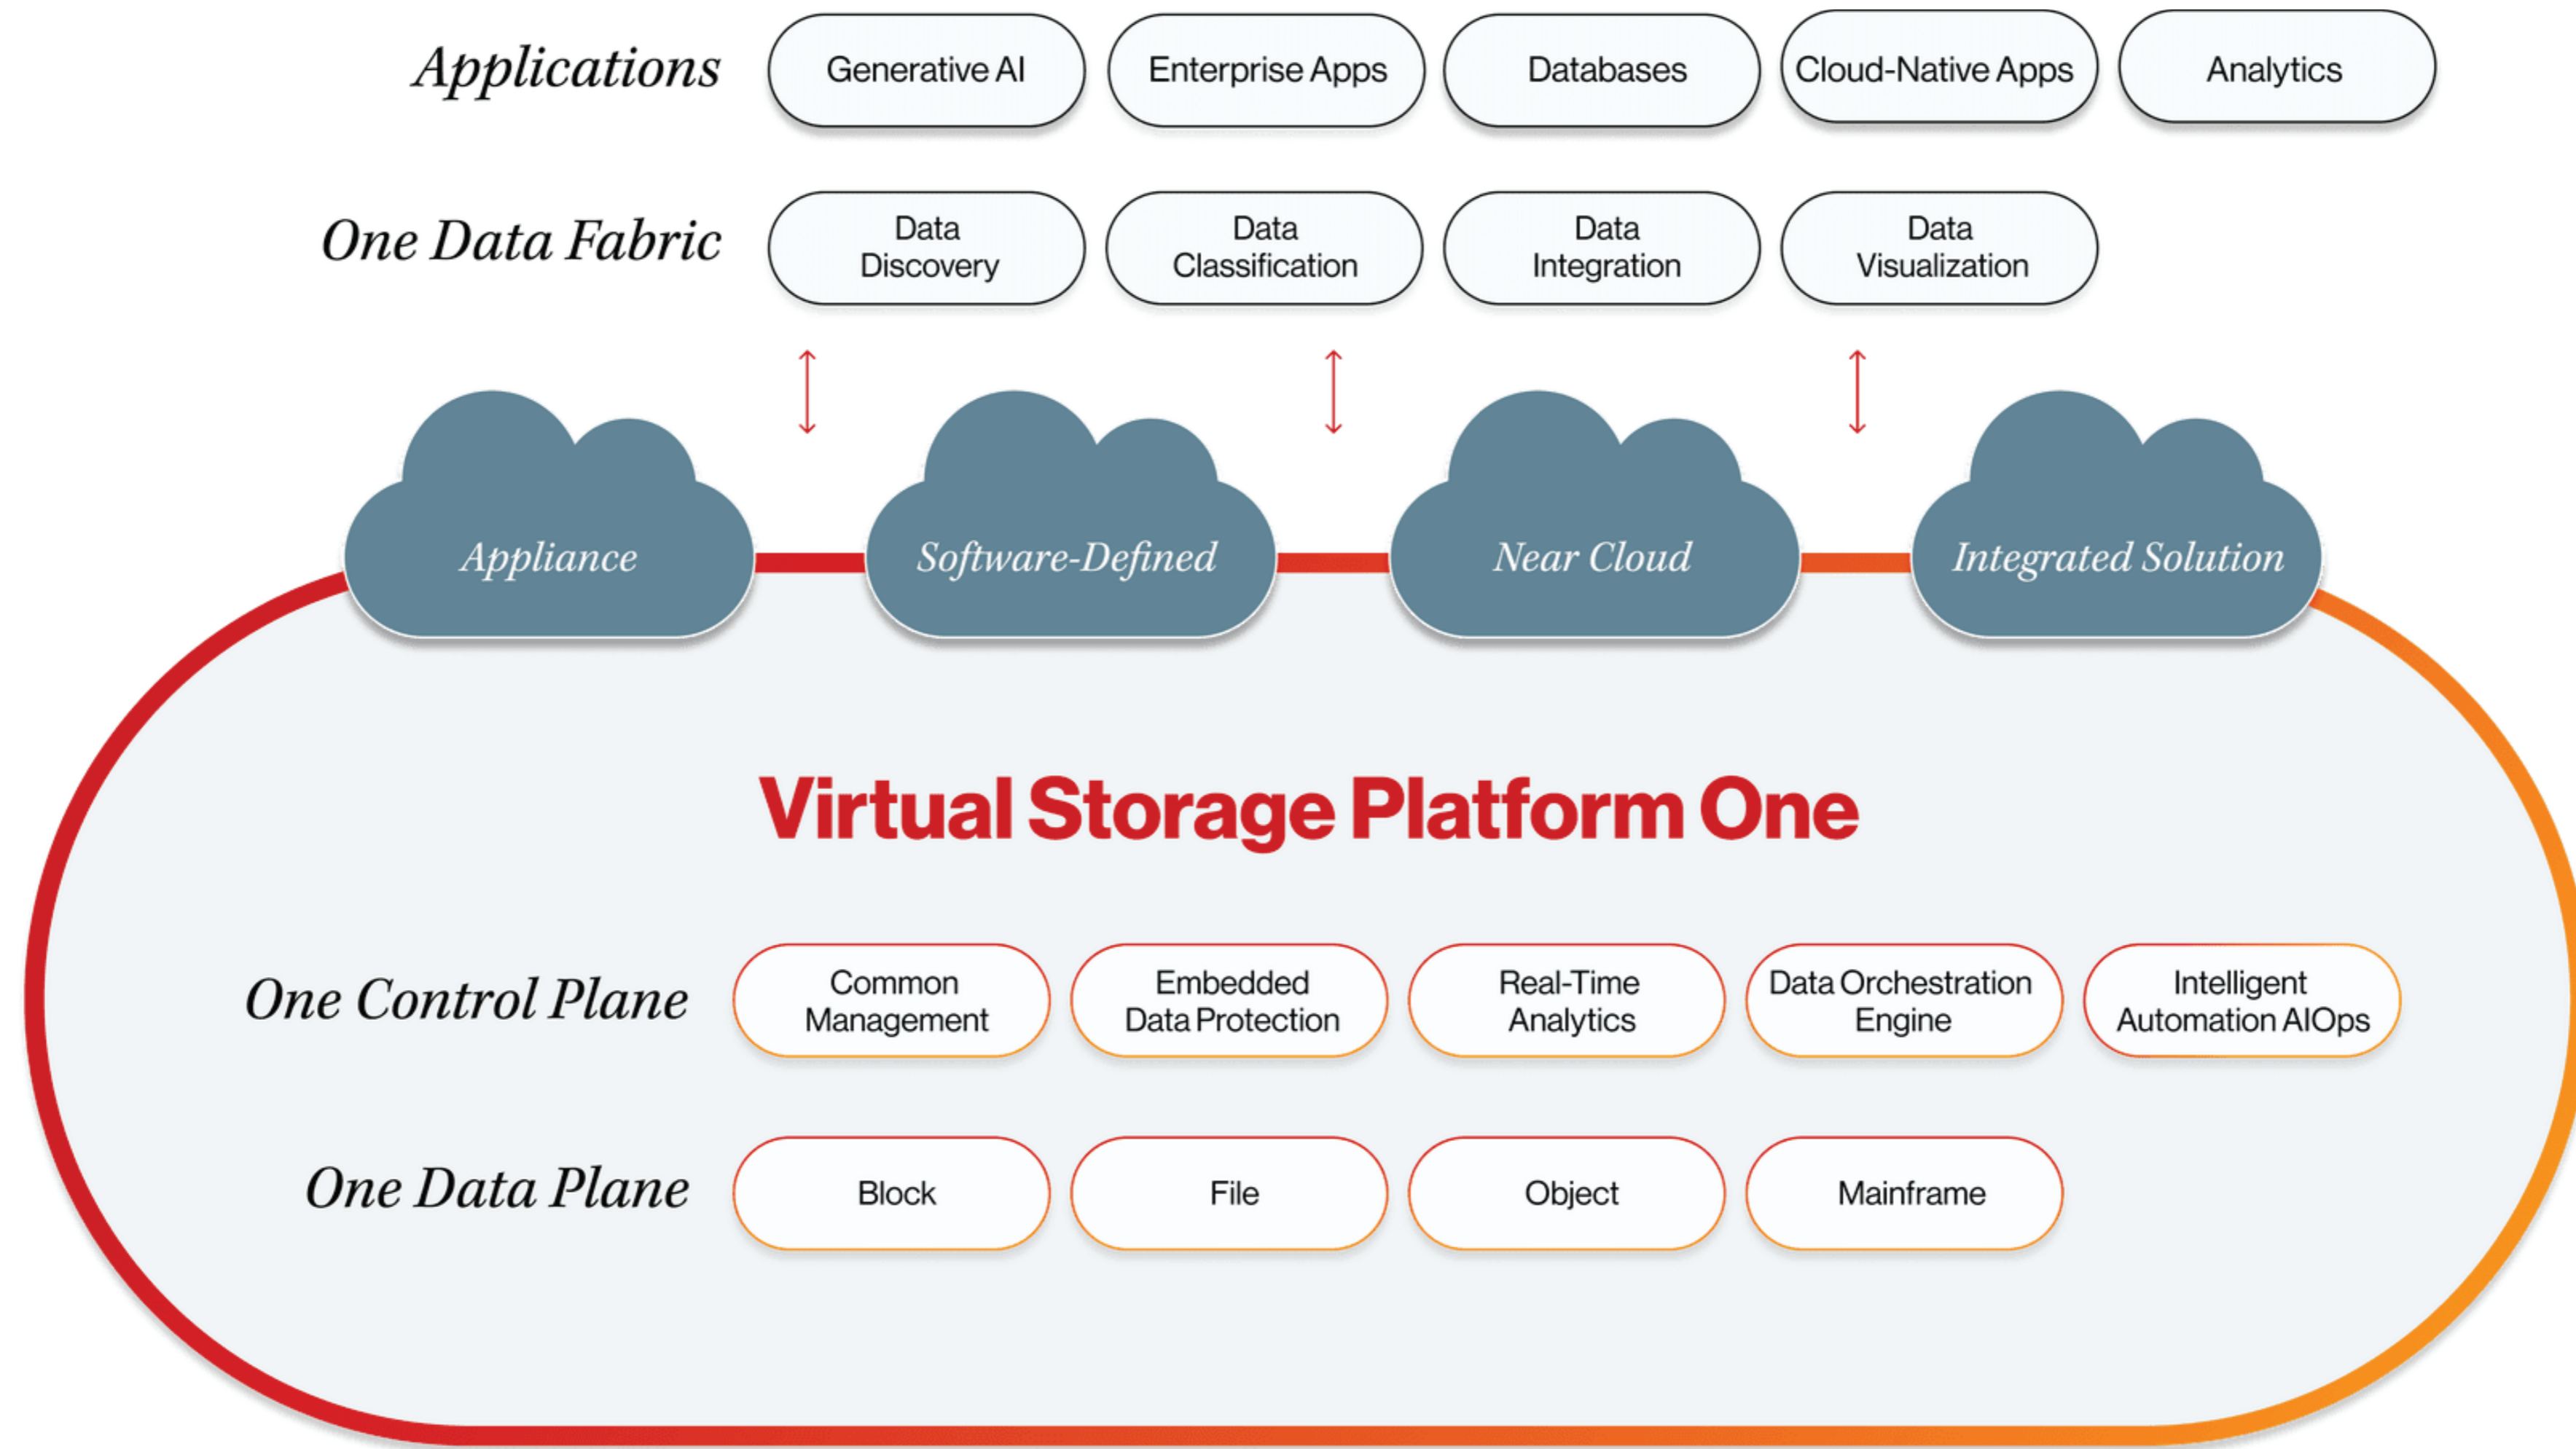 Applications
Generative AI
Enterprise Apps
Databases
Cloud-Native Apps
Analytics
One Data Fabric
Data
Discovery
Data
Classification
Data
Integration
Data
Visualization
Appliance
Software-Defined
Near Cloud
Integrated Solution
Virtual Storage Platform One
One Control Plane
Common
Management
Embedded
Data Protection
Real-Time
Analytics
Data Orchestration
Engine
Intelligent
Automation AIOps
One Data Plane
Block
File
Object
Mainframe